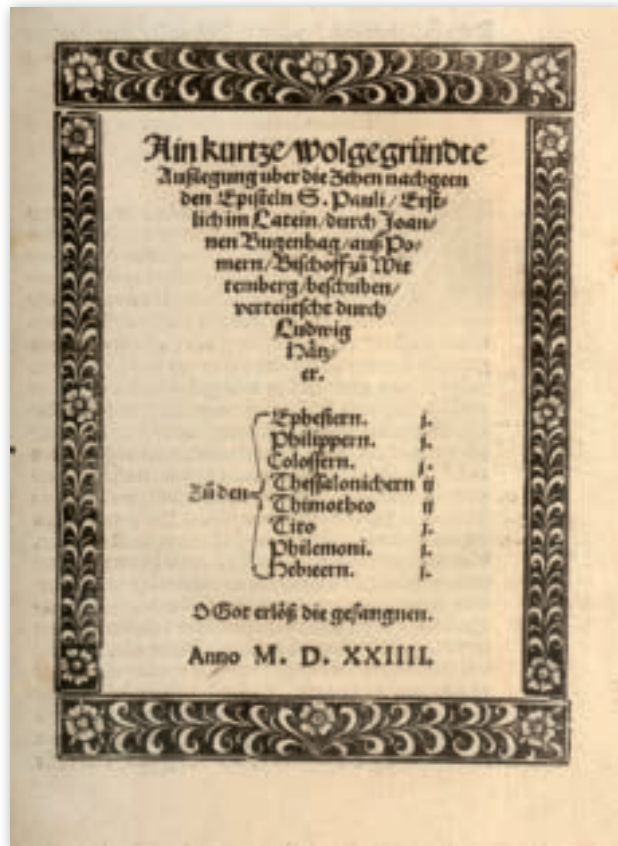 Ain kurtze/wolgegründte
Außlegung uber die Zehen nachgeen
den Episteln S. Pauli/Erst-
lich im Latein/durch Joan-
nen Bugenhag/auß Po-
mern/Bischoff zů Wit
temberg/beschriben/
verteutscht durch
Ludwig
Hätz-
er.
Zů den
Ephesiern. j.
Philippern. j.
Colossern. j.
Thessalonichern ij
Thimotheo ij
Tito j.
Philemoni. j.
Hebreern. j.
O Got erlöß die gefangnen.
Anno M. D. XXIIII.